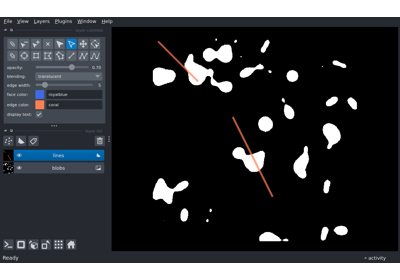 File View Plugins Window Help
opacity: 0.70
blending: translucent
edge width: 5
face color: royalblue
edge color: coral
display text:
lines
blobs
Ready
activity